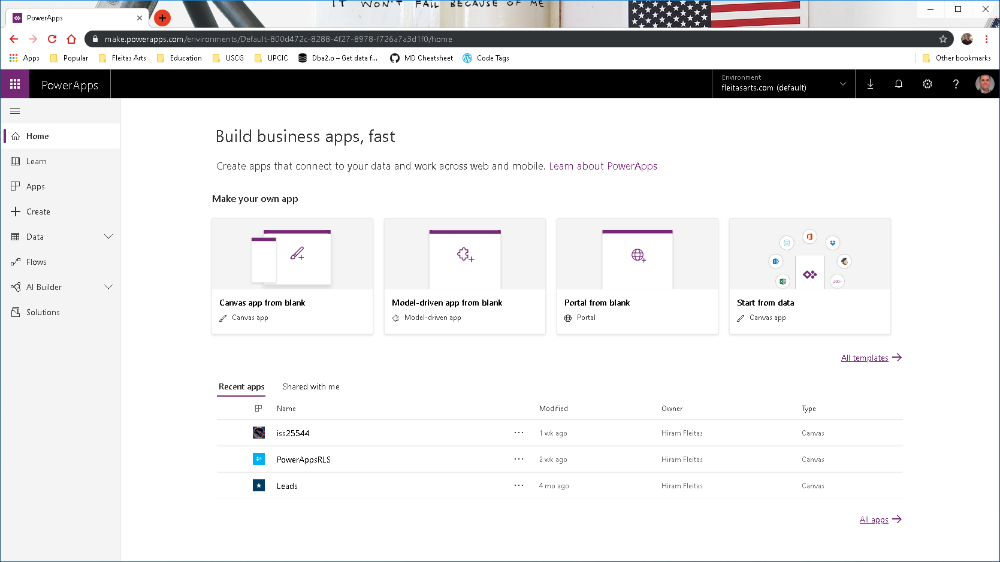 IT WON'T FAIL BECAUSE OF ME
PowerApps
make.powerapps.com/environments/Default-800d472c-8288-4f27-8978-f726a7a3d1f0/home
Apps Popular Fleitas Arts Education USCG UPCIC Dba2.o – Get data f... MD Cheatsheet Code Tags Other bookmarks
PowerApps
Environment
fleitasarts.com (default)
?
Home
Learn
Apps
Create
Data
Flows
AI Builder
Solutions
Build business apps, fast
Create apps that connect to your data and work across web and mobile. Learn about PowerApps
Make your own app
200+
Canvas app from blank
Canvas app
Model-driven app from blank
Model-driven app
Portal from blank
Portal
Start from data
Canvas app
All templates
Recent apps Shared with me
Name Modified Owner Type
iss25544 ... 1 wk ago Hiram Fleitas Canvas
PowerAppsRLS ... 2 wk ago Hiram Fleitas Canvas
Leads ... 4 mo ago Hiram Fleitas Canvas
All apps